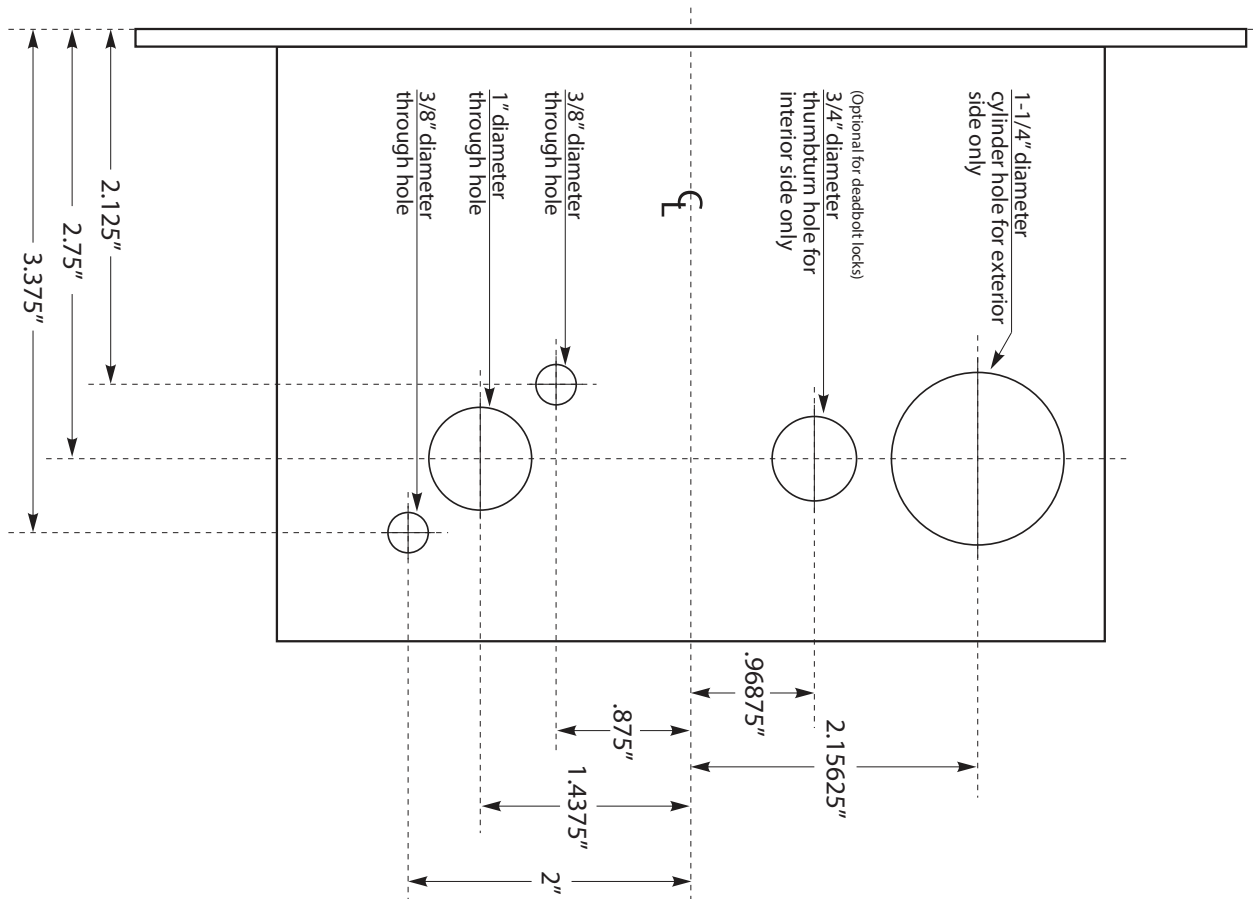 1-1/4” diameter
cylinder hole for exterior
side only
(Optional for deadbolt locks)
3/4” diameter
thumbturn hole for
interior side only
CL
3/8” diameter
through hole
1” diameter
through hole
3/8” diameter
through hole
2.125”
2.75”
3.375”
2.15625”
.96875”
.875”
1.4375”
2”